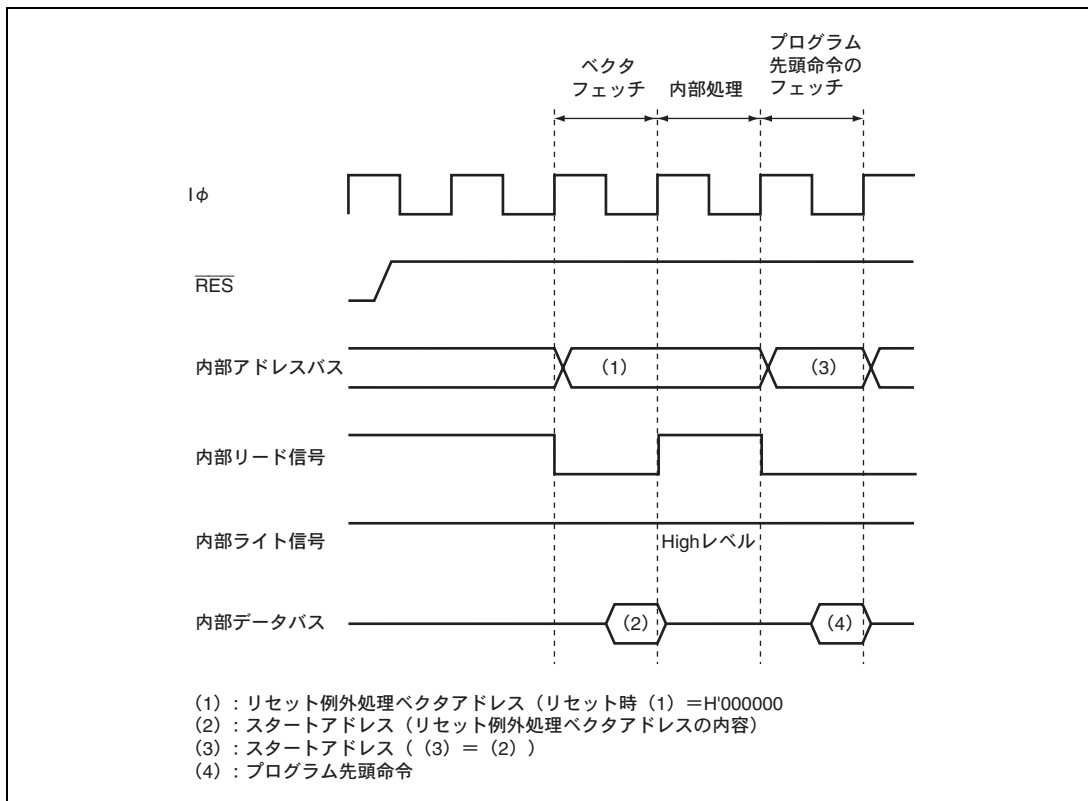 ベクタ
フェッチ
内部処理
プログラム
先頭命令の
フェッチ
Iφ
RES
内部アドレスバス
(1)
(3)
内部リード信号
内部ライト信号
Highレベル
内部データバス
(2)
(4)
(1)：リセット例外処理ベクタアドレス（リセット時（1）＝H'000000
(2)：スタートアドレス（リセット例外処理ベクタアドレスの内容）
(3)：スタートアドレス（（3）＝（2））
(4)：プログラム先頭命令